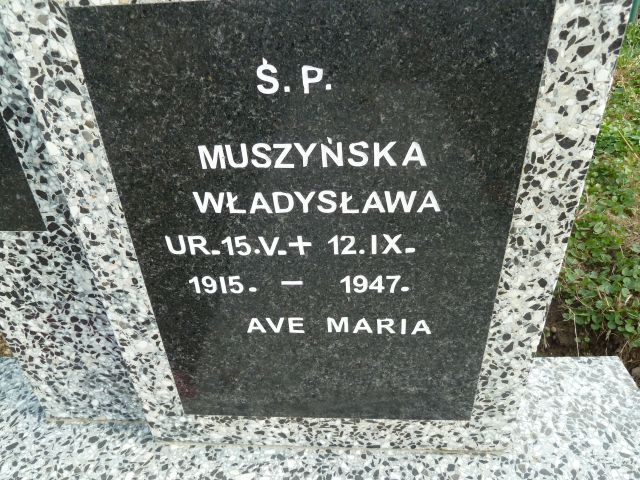 Ś.P.
MUSZYŃSKA
WŁADYSŁAWA
UR.15.V.+ 12.IX.
1915. — 1947.
AVE MARIA